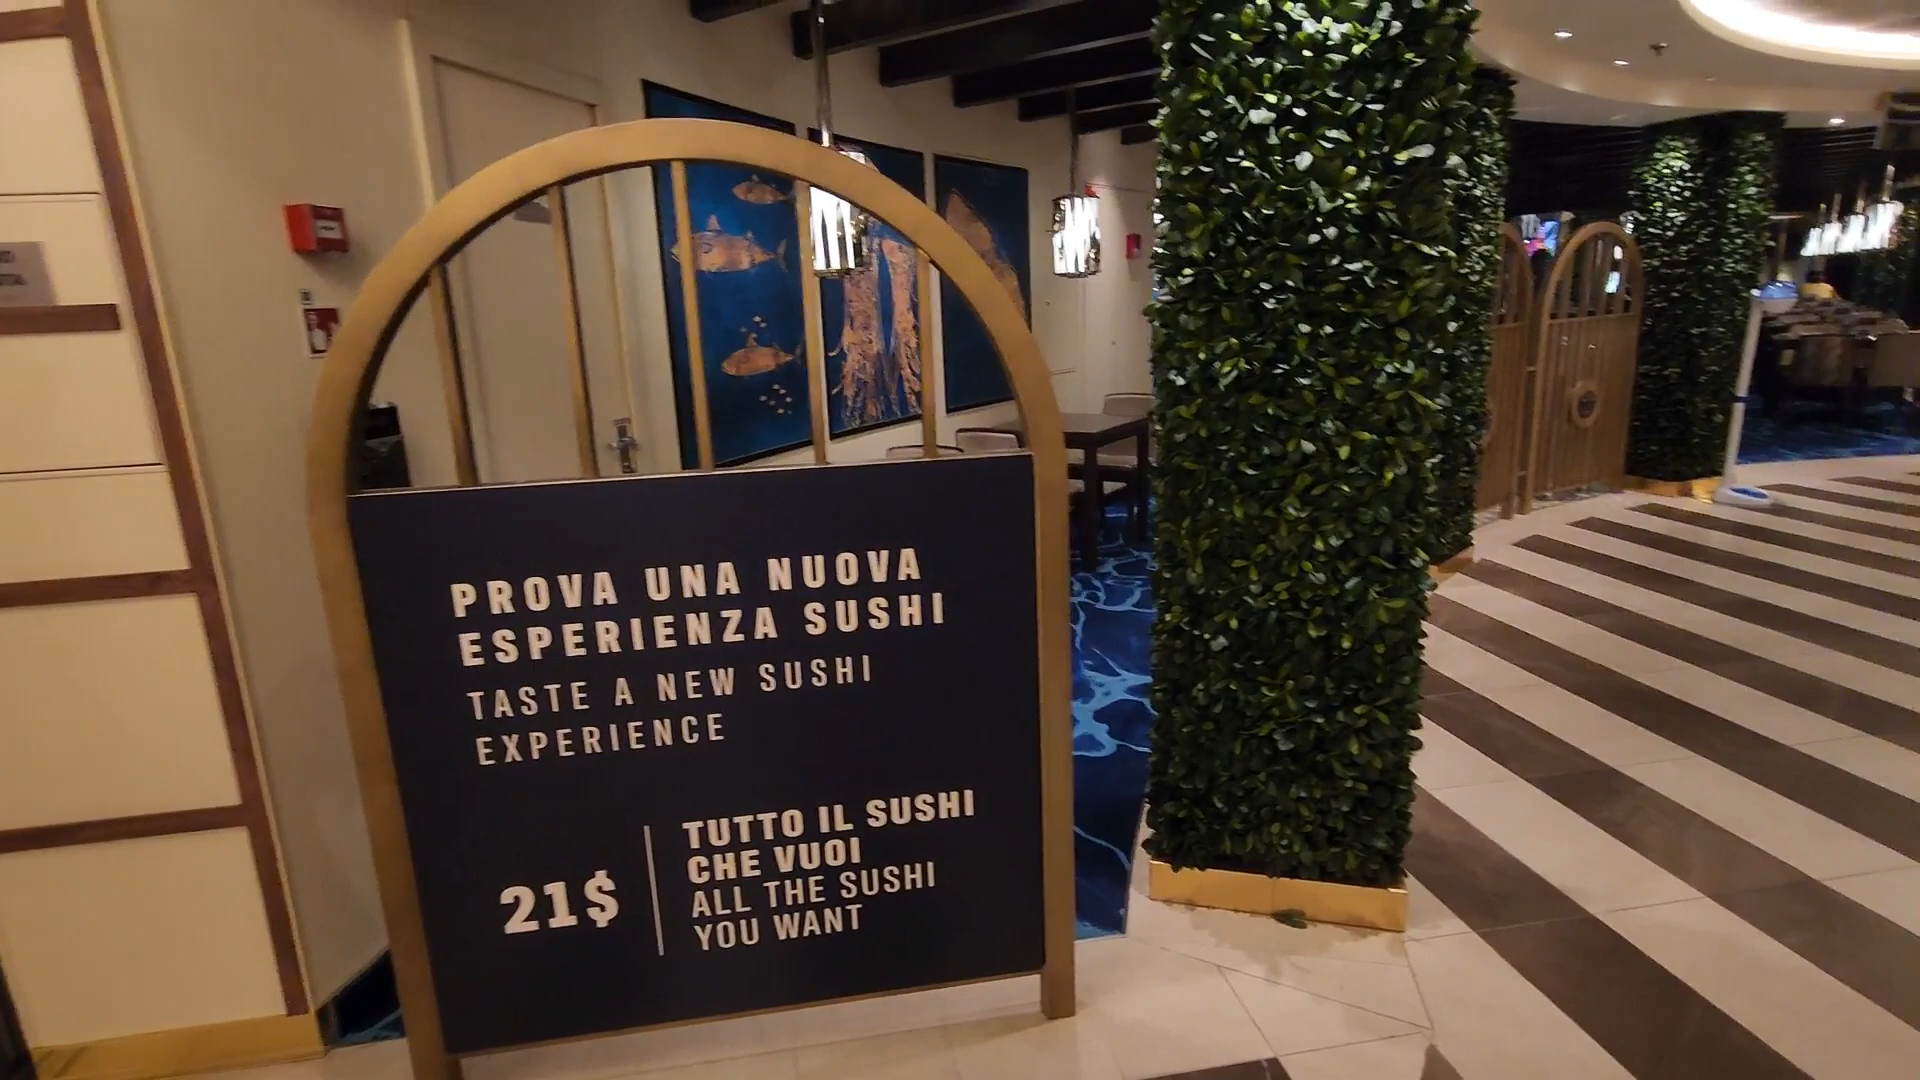 PROVA UNA NUOVA
ESPERIENZA SUSHI
TASTE A NEW SUSHI
EXPERIENCE
21$
TUTTO IL SUSHI
CHE VUOI
ALL THE SUSHI
YOU WANT